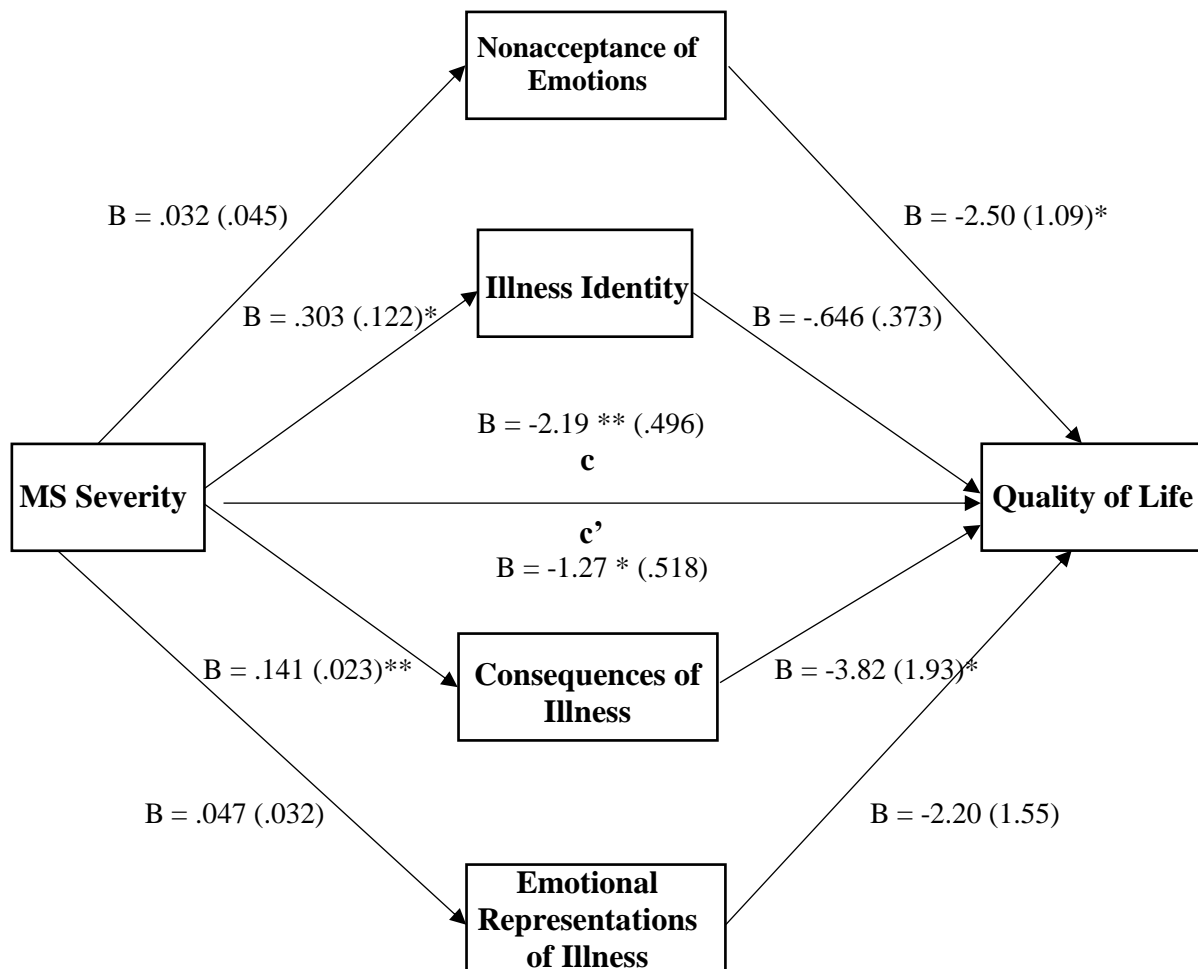 Nonacceptance of
Emotions
B = .032 (.045)
B = -2.50 (1.09)*
Illness Identity
B = .303 (.122)*
B = -.646 (.373)
B = -2.19 ** (.496)
c
MS Severity
Quality of Life
c’
B = -1.27 * (.518)
B = .141 (.023)**
Consequences of
Illness
B = -3.82 (1.93)*
B = .047 (.032)
B = -2.20 (1.55)
Emotional
Representations
of Illness